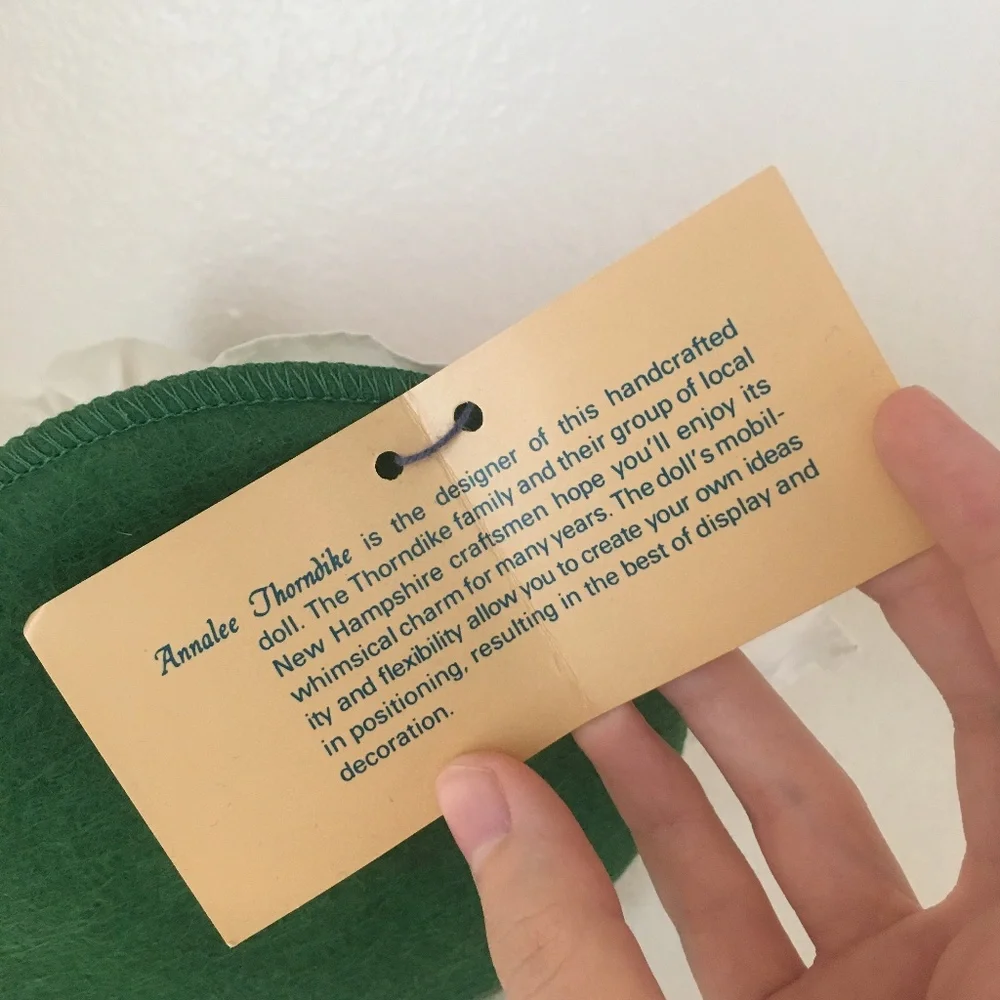 Annalee Thorndike is the designer of this handcrafted
doll. The Thorndike family and their group of local
New Hampshire craftsmen hope you'll enjoy its
whimsical charm for many years. The doll's mobil-
ity and flexibility allow you to create your own ideas
in positioning, resulting in the best of display and
decoration.